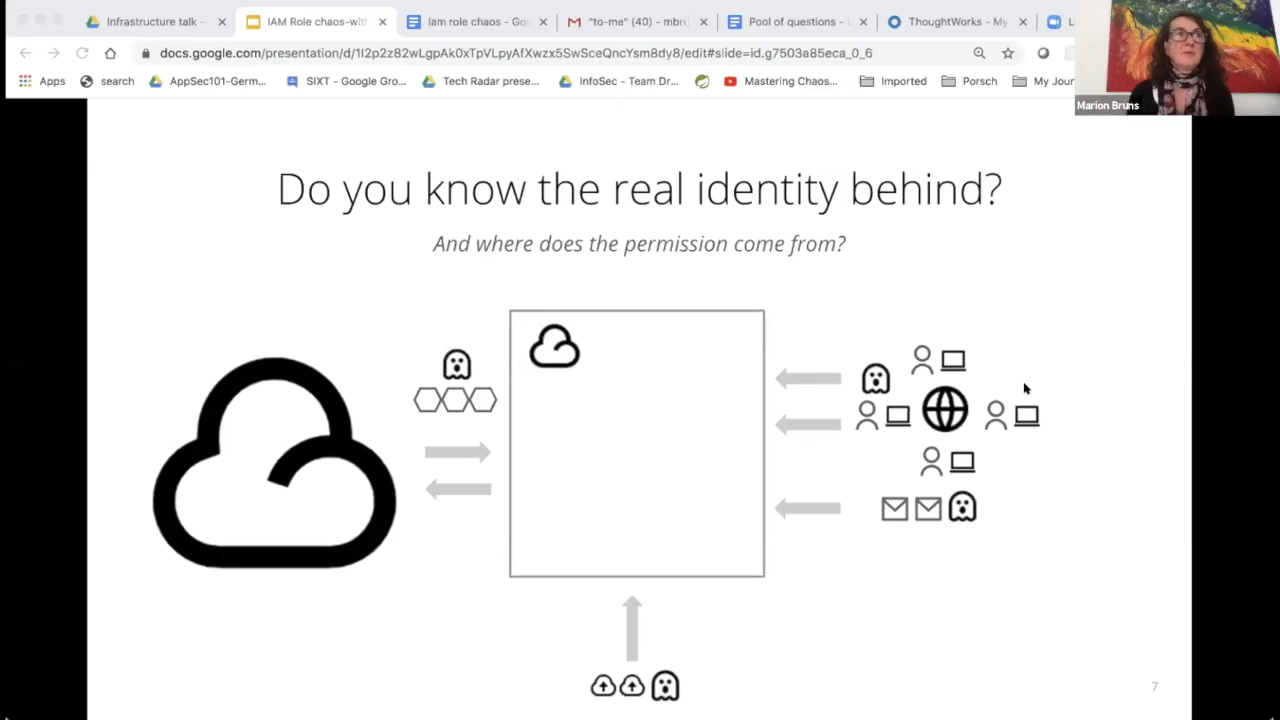 Infrastructure talk -
IAM Role chaos-with
Iam role chaos - Go
"to-me" (40) - mbru
Pool of questions -
ThoughtWorks - My
docs.google.com/presentation/d/1I2p2z82wLgpAk0xTpVLpyAfXwzx5SwSceQncYsm8dy8/edit#slide=id.g7503a85eca_0_6
Apps
search
AppSec101-Germ...
SIXT - Google Gro...
Tech Radar prese...
InfoSec - Team Dr...
Mastering Chaos...
Imported
Porsch
My Jour
Marion Bruns
Do you know the real identity behind?
And where does the permission come from?
7